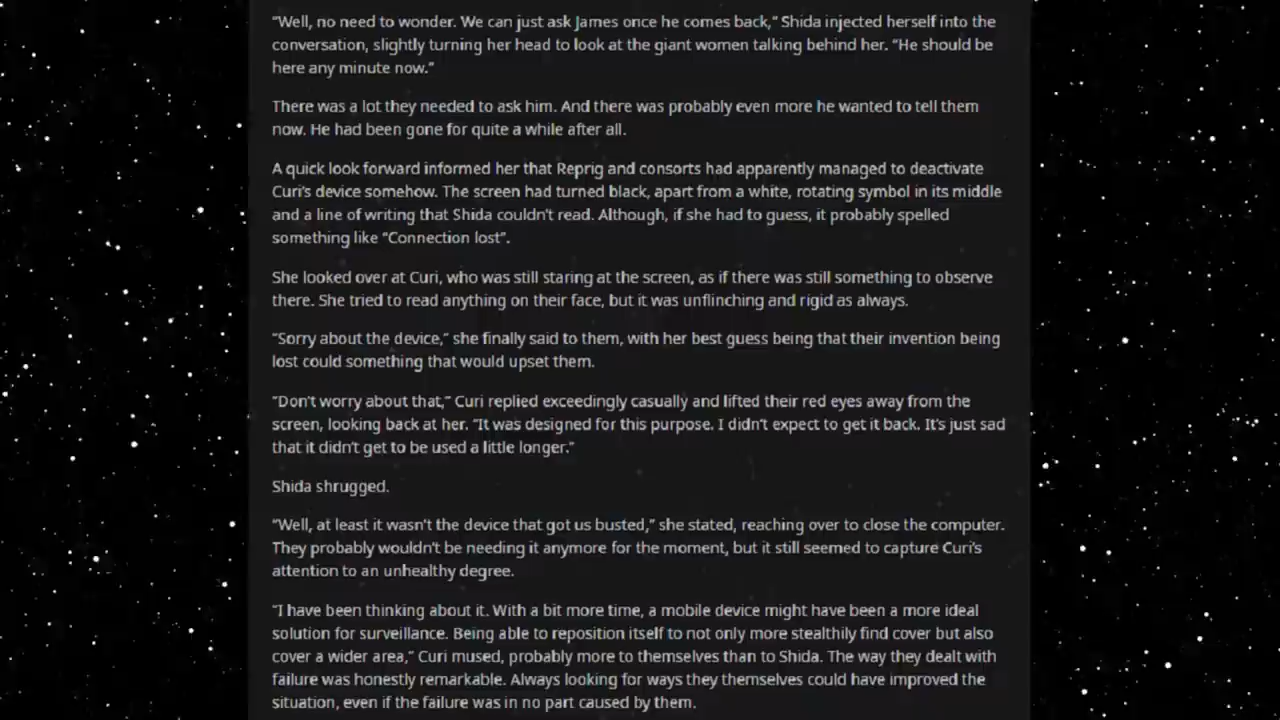 “Well, no need to wonder. We can just ask James once he comes back,” Shida injected herself into the
conversation, slightly turning her head to look at the giant women talking behind her. “He should be
here any minute now.”
There was a lot they needed to ask him. And there was probably even more he wanted to tell them
now. He had been gone for quite a while after all.
A quick look forward informed her that Reprig and consorts had apparently managed to deactivate
Curi’s device somehow. The screen had turned black, apart from a white, rotating symbol in its middle
and a line of writing that Shida couldn’t read. Although, if she had to guess, it probably spelled
something like “Connection lost”.
She looked over at Curi, who was still staring at the screen, as if there was still something to observe
there. She tried to read anything on their face, but it was unflinching and rigid as always.
“Sorry about the device,” she finally said to them, with her best guess being that their invention being
lost could something that would upset them.
“Don’t worry about that,” Curi replied exceedingly casually and lifted their red eyes away from the
screen, looking back at her. “It was designed for this purpose. I didn’t expect to get it back. It’s just sad
that it didn’t get to be used a little longer.”
Shida shrugged.
“Well, at least it wasn’t the device that got us busted,” she stated, reaching over to close the computer.
They probably wouldn’t be needing it anymore for the moment, but it still seemed to capture Curi’s
attention to an unhealthy degree.
“I have been thinking about it. With a bit more time, a mobile device might have been a more ideal
solution for surveillance. Being able to reposition itself to not only more stealthily find cover but also
cover a wider area,” Curi mused, probably more to themselves than to Shida. The way they dealt with
failure was honestly remarkable. Always looking for ways they themselves could have improved the
situation, even if the failure was in no part caused by them.